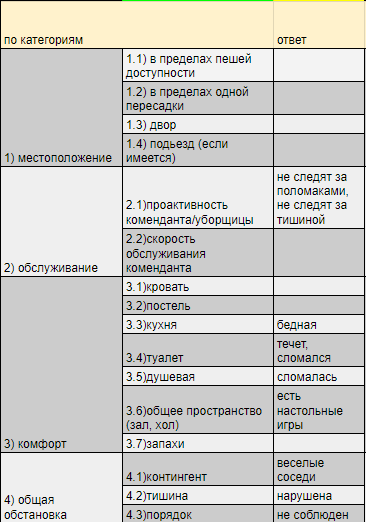 по категориям
ответ
1) местоположение
1.1) в пределах пешей
доступности
1.2) в пределах одной
пересадки
1.3) двор
1.4) подьезд (если
имеется)
2) обслуживание
2.1)проактивность
коменданта/уборщицы
не следят за
поломаками,
не следят за
тишиной
2.2)скорость
обслуживания
коменданта
3) комфорт
3.1)кровать
3.2)постель
3.3)кухня
бедная
3.4)туалет
течет,
сломался
3.5)душевая
сломалась
3.6)общее пространство
(зал, хол)
есть
настольные
игры
3.7)запахи
4) общая
обстановка
4.1)контингент
веселые
соседи
4.2)тишина
нарушена
4.3)порядок
не соблюден